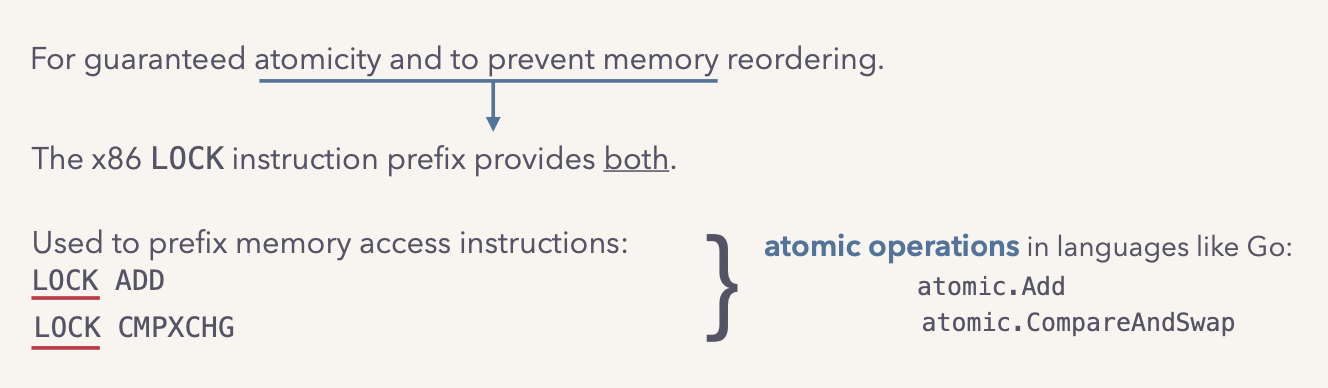 For guaranteed atomicity and to prevent memory reordering.
The x86 LOCK instruction prefix provides both.
Used to prefix memory access instructions:
LOCK ADD
LOCK CMPXCHG
}
atomic operations in languages like Go:
atomic.Add
atomic.CompareAndSwap